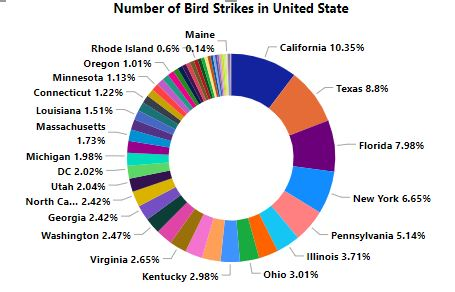 Number of Bird Strikes in United State
Maine
0.14%
Rhode Island 0.6%
Oregon 1.01%
Minnesota 1.13%
Connecticut 1.22%
Louisiana 1.51%
Massachusetts
1.73%
Michigan 1.98%
DC 2.02%
Utah 2.04%
North Ca... 2.42%
Georgia 2.42%
Washington 2.47%
Virginia 2.65%
Kentucky 2.98%
Ohio 3.01%
Illinois 3.71%
Pennsylvania 5.14%
New York 6.65%
Florida 7.98%
Texas 8.8%
California 10.35%